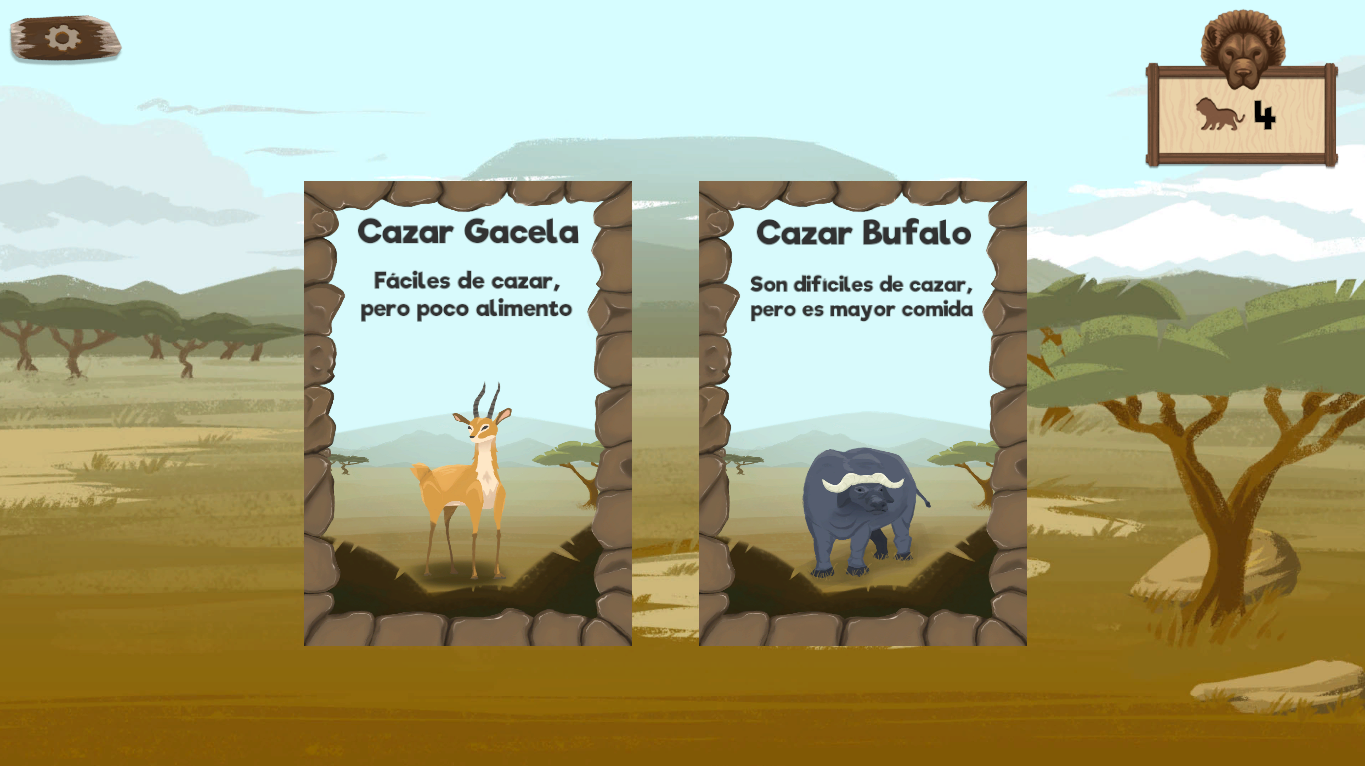 4
Cazar Gacela
Fáciles de cazar,
pero poco alimento
Cazar Bufalo
Son difíciles de cazar,
pero es mayor comida